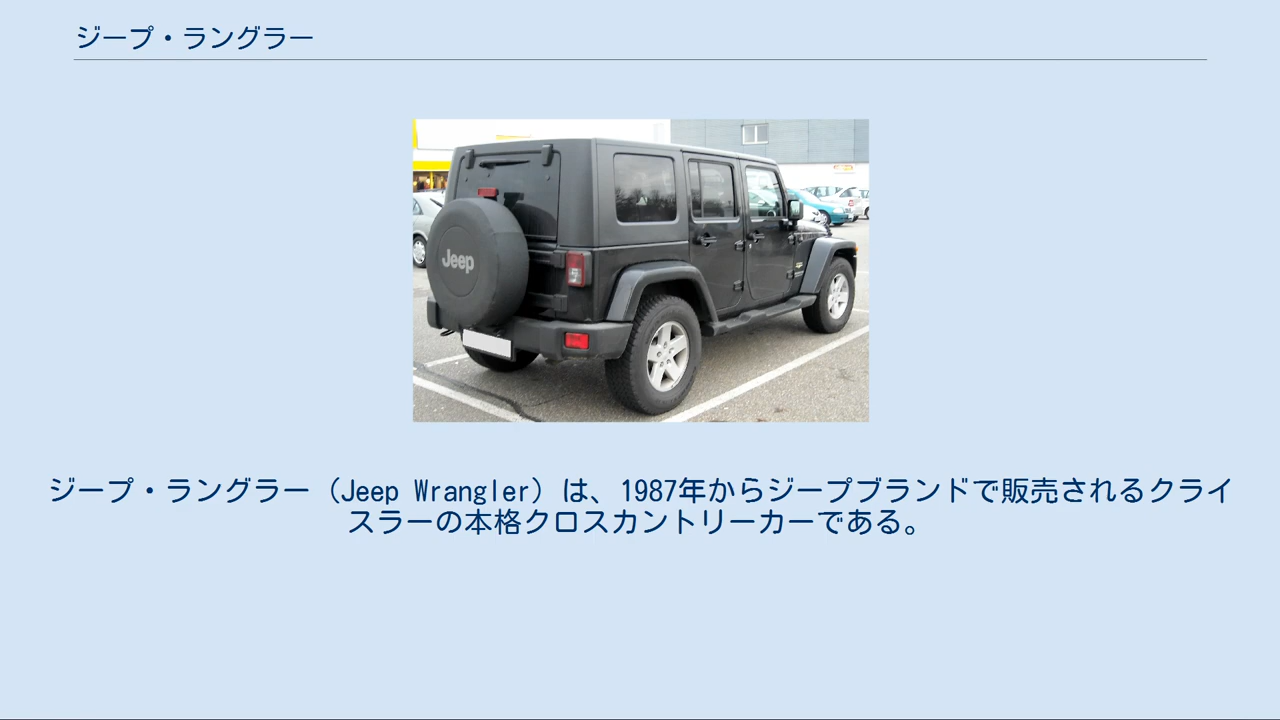 ジープ・ラングラー
Jeep
ジープ・ラングラー（Jeep Wrangler）は、1987年からジープブランドで販売されるクライ
スラーの本格クロスカントリーカーである。